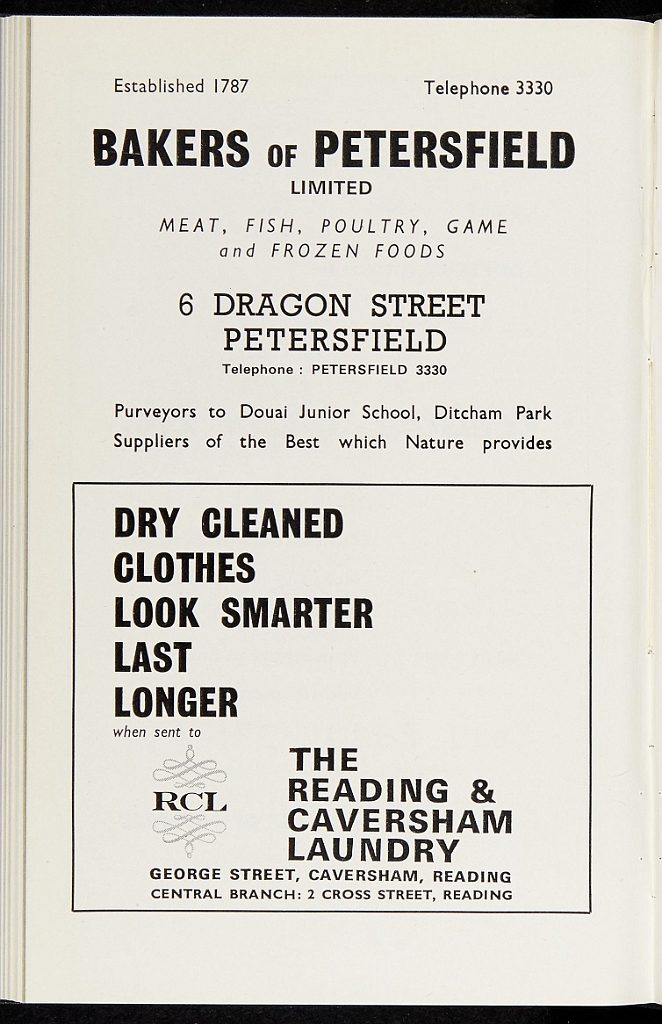 Established 1787 Telephone 3330
BAKERS OF PETERSFIELD
LIMITED
MEAT, FISH, POULTRY, GAME
and FROZEN FOODS
6 DRAGON STREET
PETERSFIELD
Telephone : PETERSFIELD 3330
Purveyors to Douai Junior School, Ditcham Park
Suppliers of the Best which Nature provides
DRY CLEANED
CLOTHES
LOOK SMARTER
LAST
LONGER
when sent to
RCL
THE
READING &
CAVERSHAM
LAUNDRY
GEORGE STREET, CAVERSHAM, READING
CENTRAL BRANCH: 2 CROSS STREET, READING